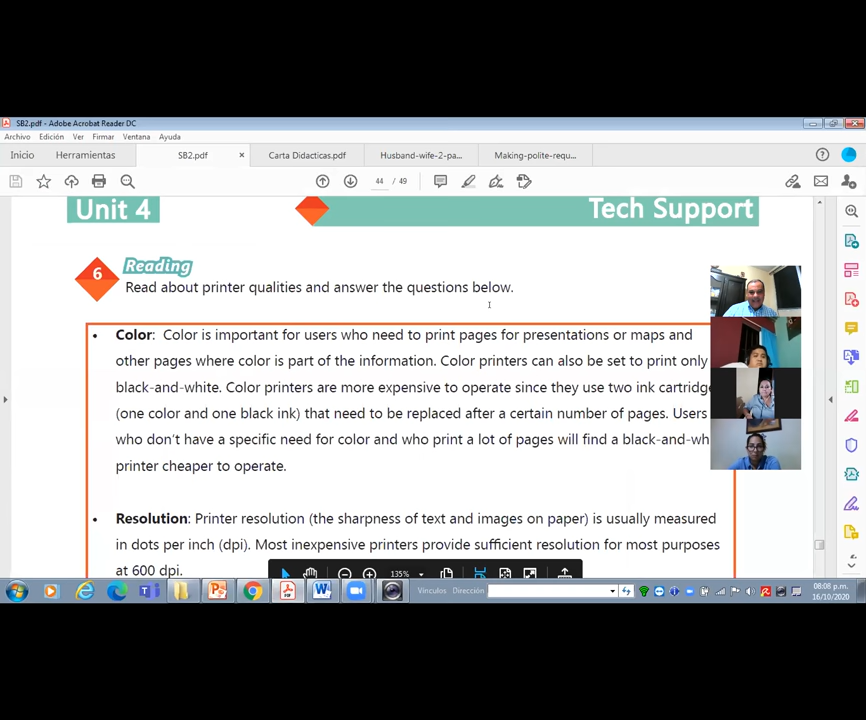 SB2.pdf - Adobe Acrobat Reader DC
Archivo Edición Ver Firmar Ventana Ayuda
Inicio Herramientas SB2.pdf × Carta Didacticas.pdf Husband-wife-2-pa... Making-polite-requ...
44 / 49
Unit 4 Tech Support
6 Reading
Read about printer qualities and answer the questions below.
• Color: Color is important for users who need to print pages for presentations or maps and
other pages where color is part of the information. Color printers can also be set to print only
black-and-white. Color printers are more expensive to operate since they use two ink cartridge
(one color and one black ink) that need to be replaced after a certain number of pages. Users
who don't have a specific need for color and who print a lot of pages will find a black-and-wh
printer cheaper to operate.
• Resolution: Printer resolution (the sharpness of text and images on paper) is usually measured
in dots per inch (dpi). Most inexpensive printers provide sufficient resolution for most purposes
at 600 dpi.
135%
Vínculos Dirección
08:08 p.m.
16/10/2020